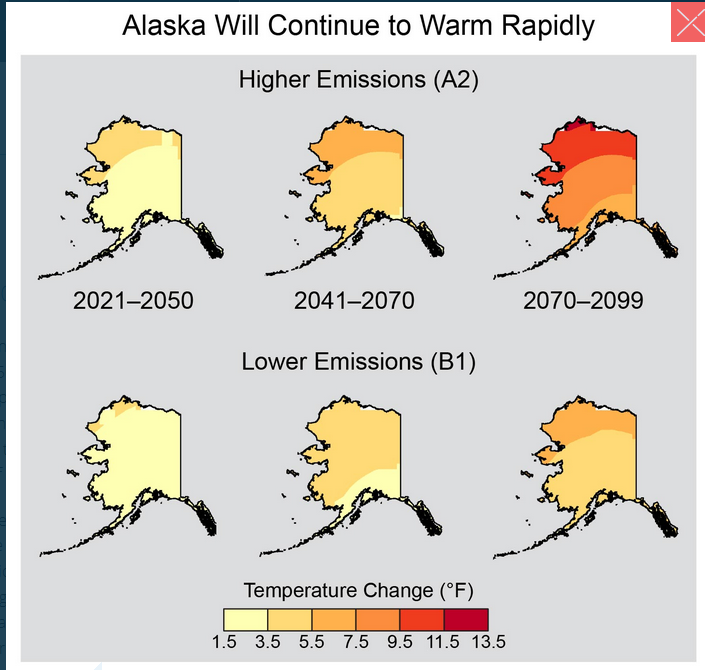 Alaska Will Continue to Warm Rapidly
Higher Emissions (A2)
2021–2050 2041–2070 2070–2099
Lower Emissions (B1)
Temperature Change (°F)
1.5 3.5 5.5 7.5 9.5 11.5 13.5